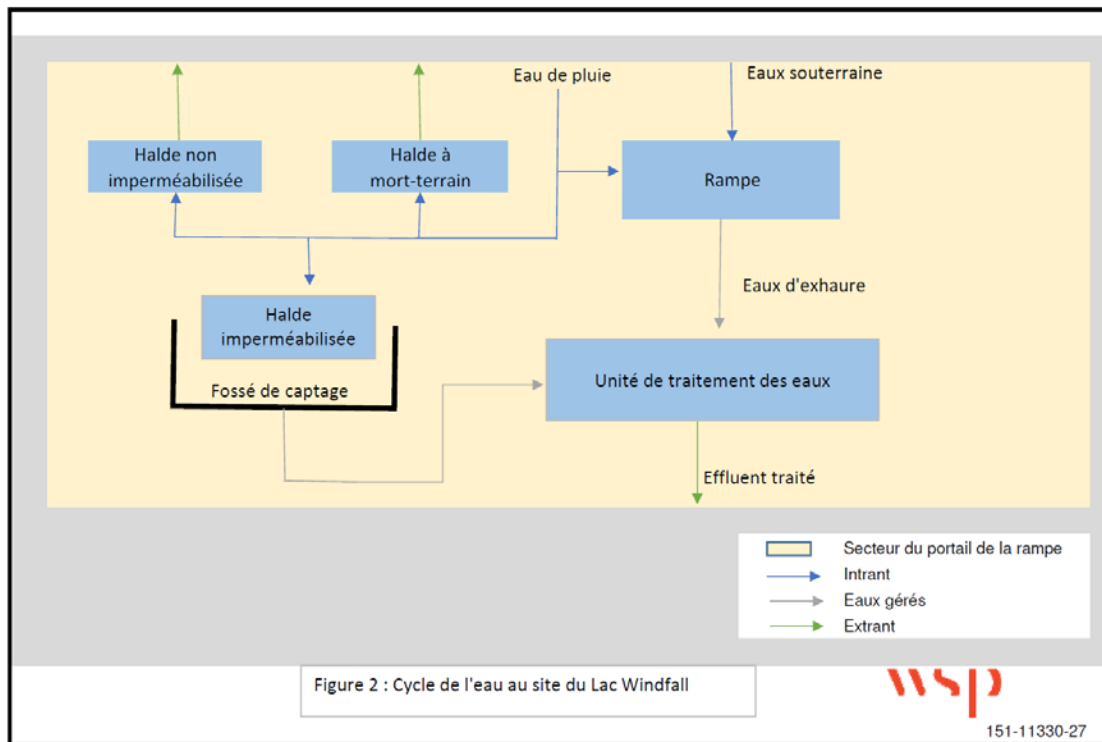 Eau de pluie
Eaux souterraine
Halde non
imperméabilisée
Halde à
mort-terrain
Rampe
Eaux d'exhaure
Halde
imperméabilisée
Fossé de captage
Unité de traitement des eaux
Effluent traité
Secteur du portail de la rampe
Intrant
Eaux gérés
Extrant
Figure 2 : Cycle de l'eau au site du Lac Windfall
wsp
151-11330-27